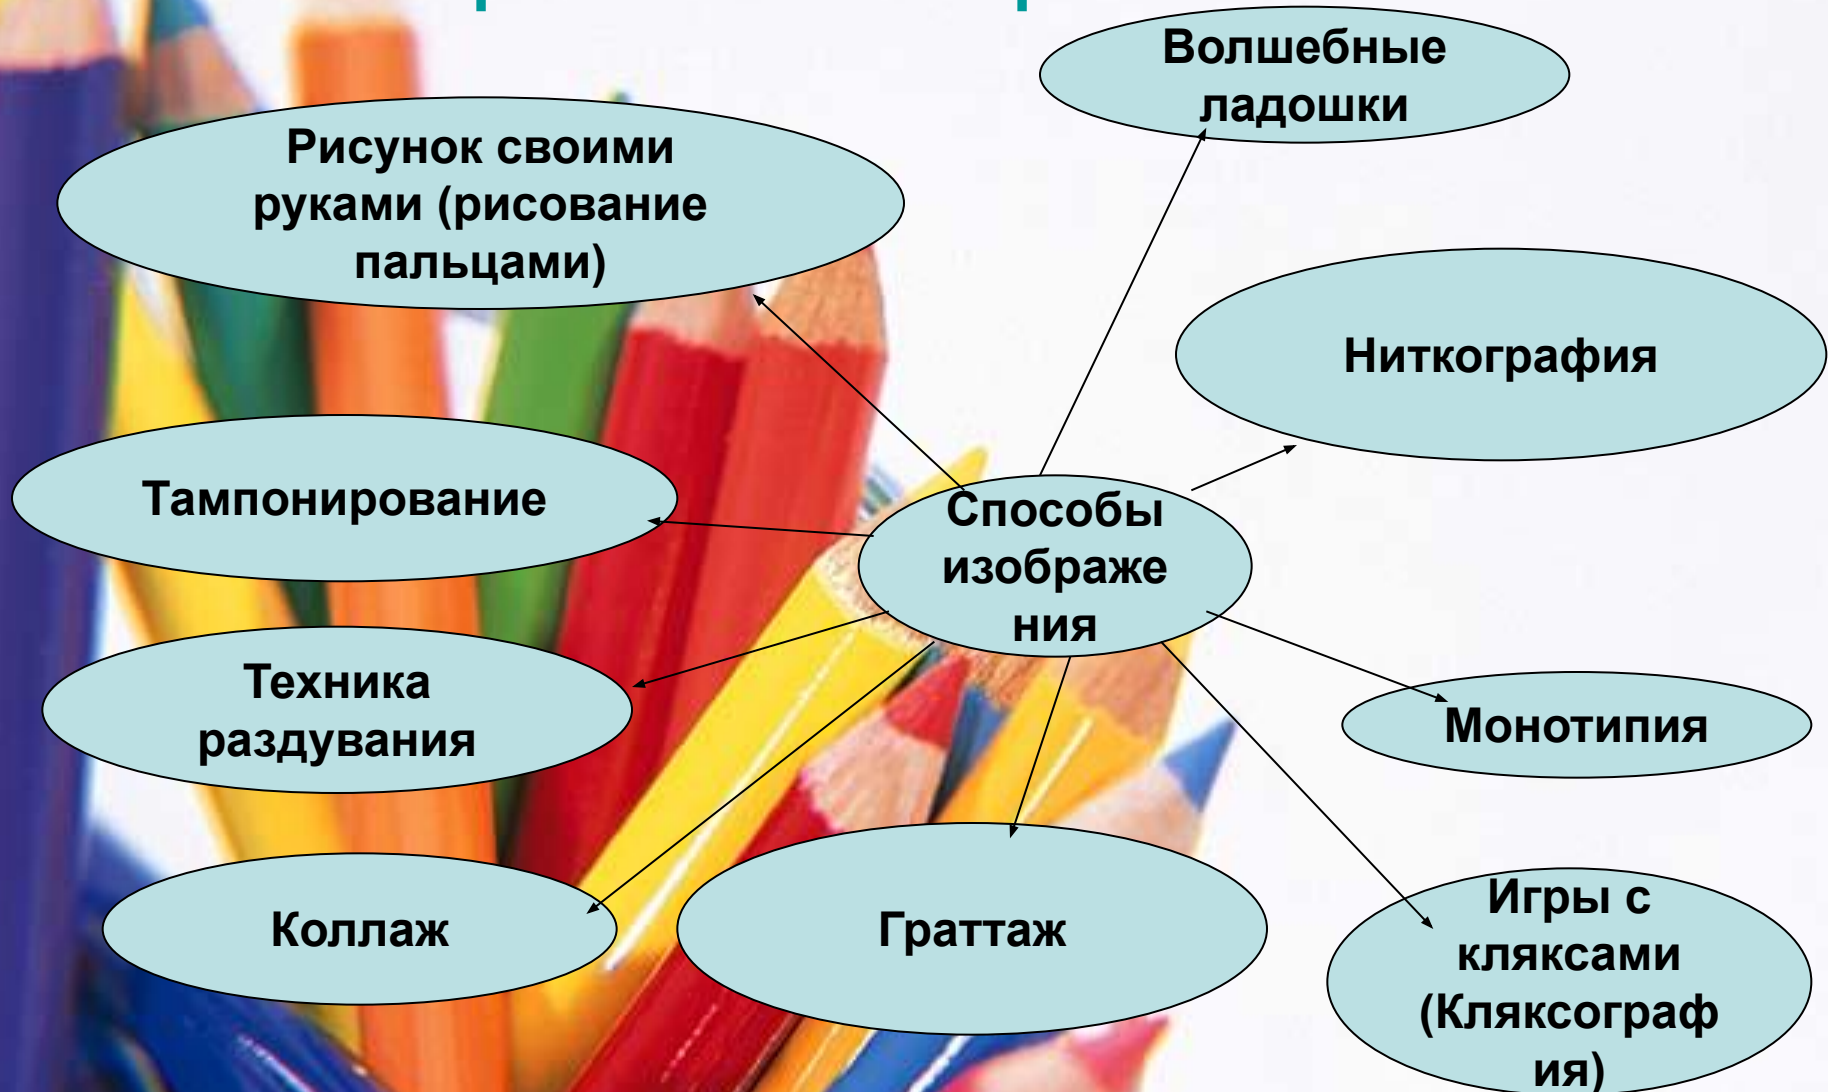 Волшебные
ладошки
Рисунок своими
руками (рисование
пальцами)
Ниткография
Тампонирование
Способы
изображе
ния
Техника
раздувания
Монотипия
Коллаж
Граттаж
Игры с
кляксами
(Кляксограф
ия)